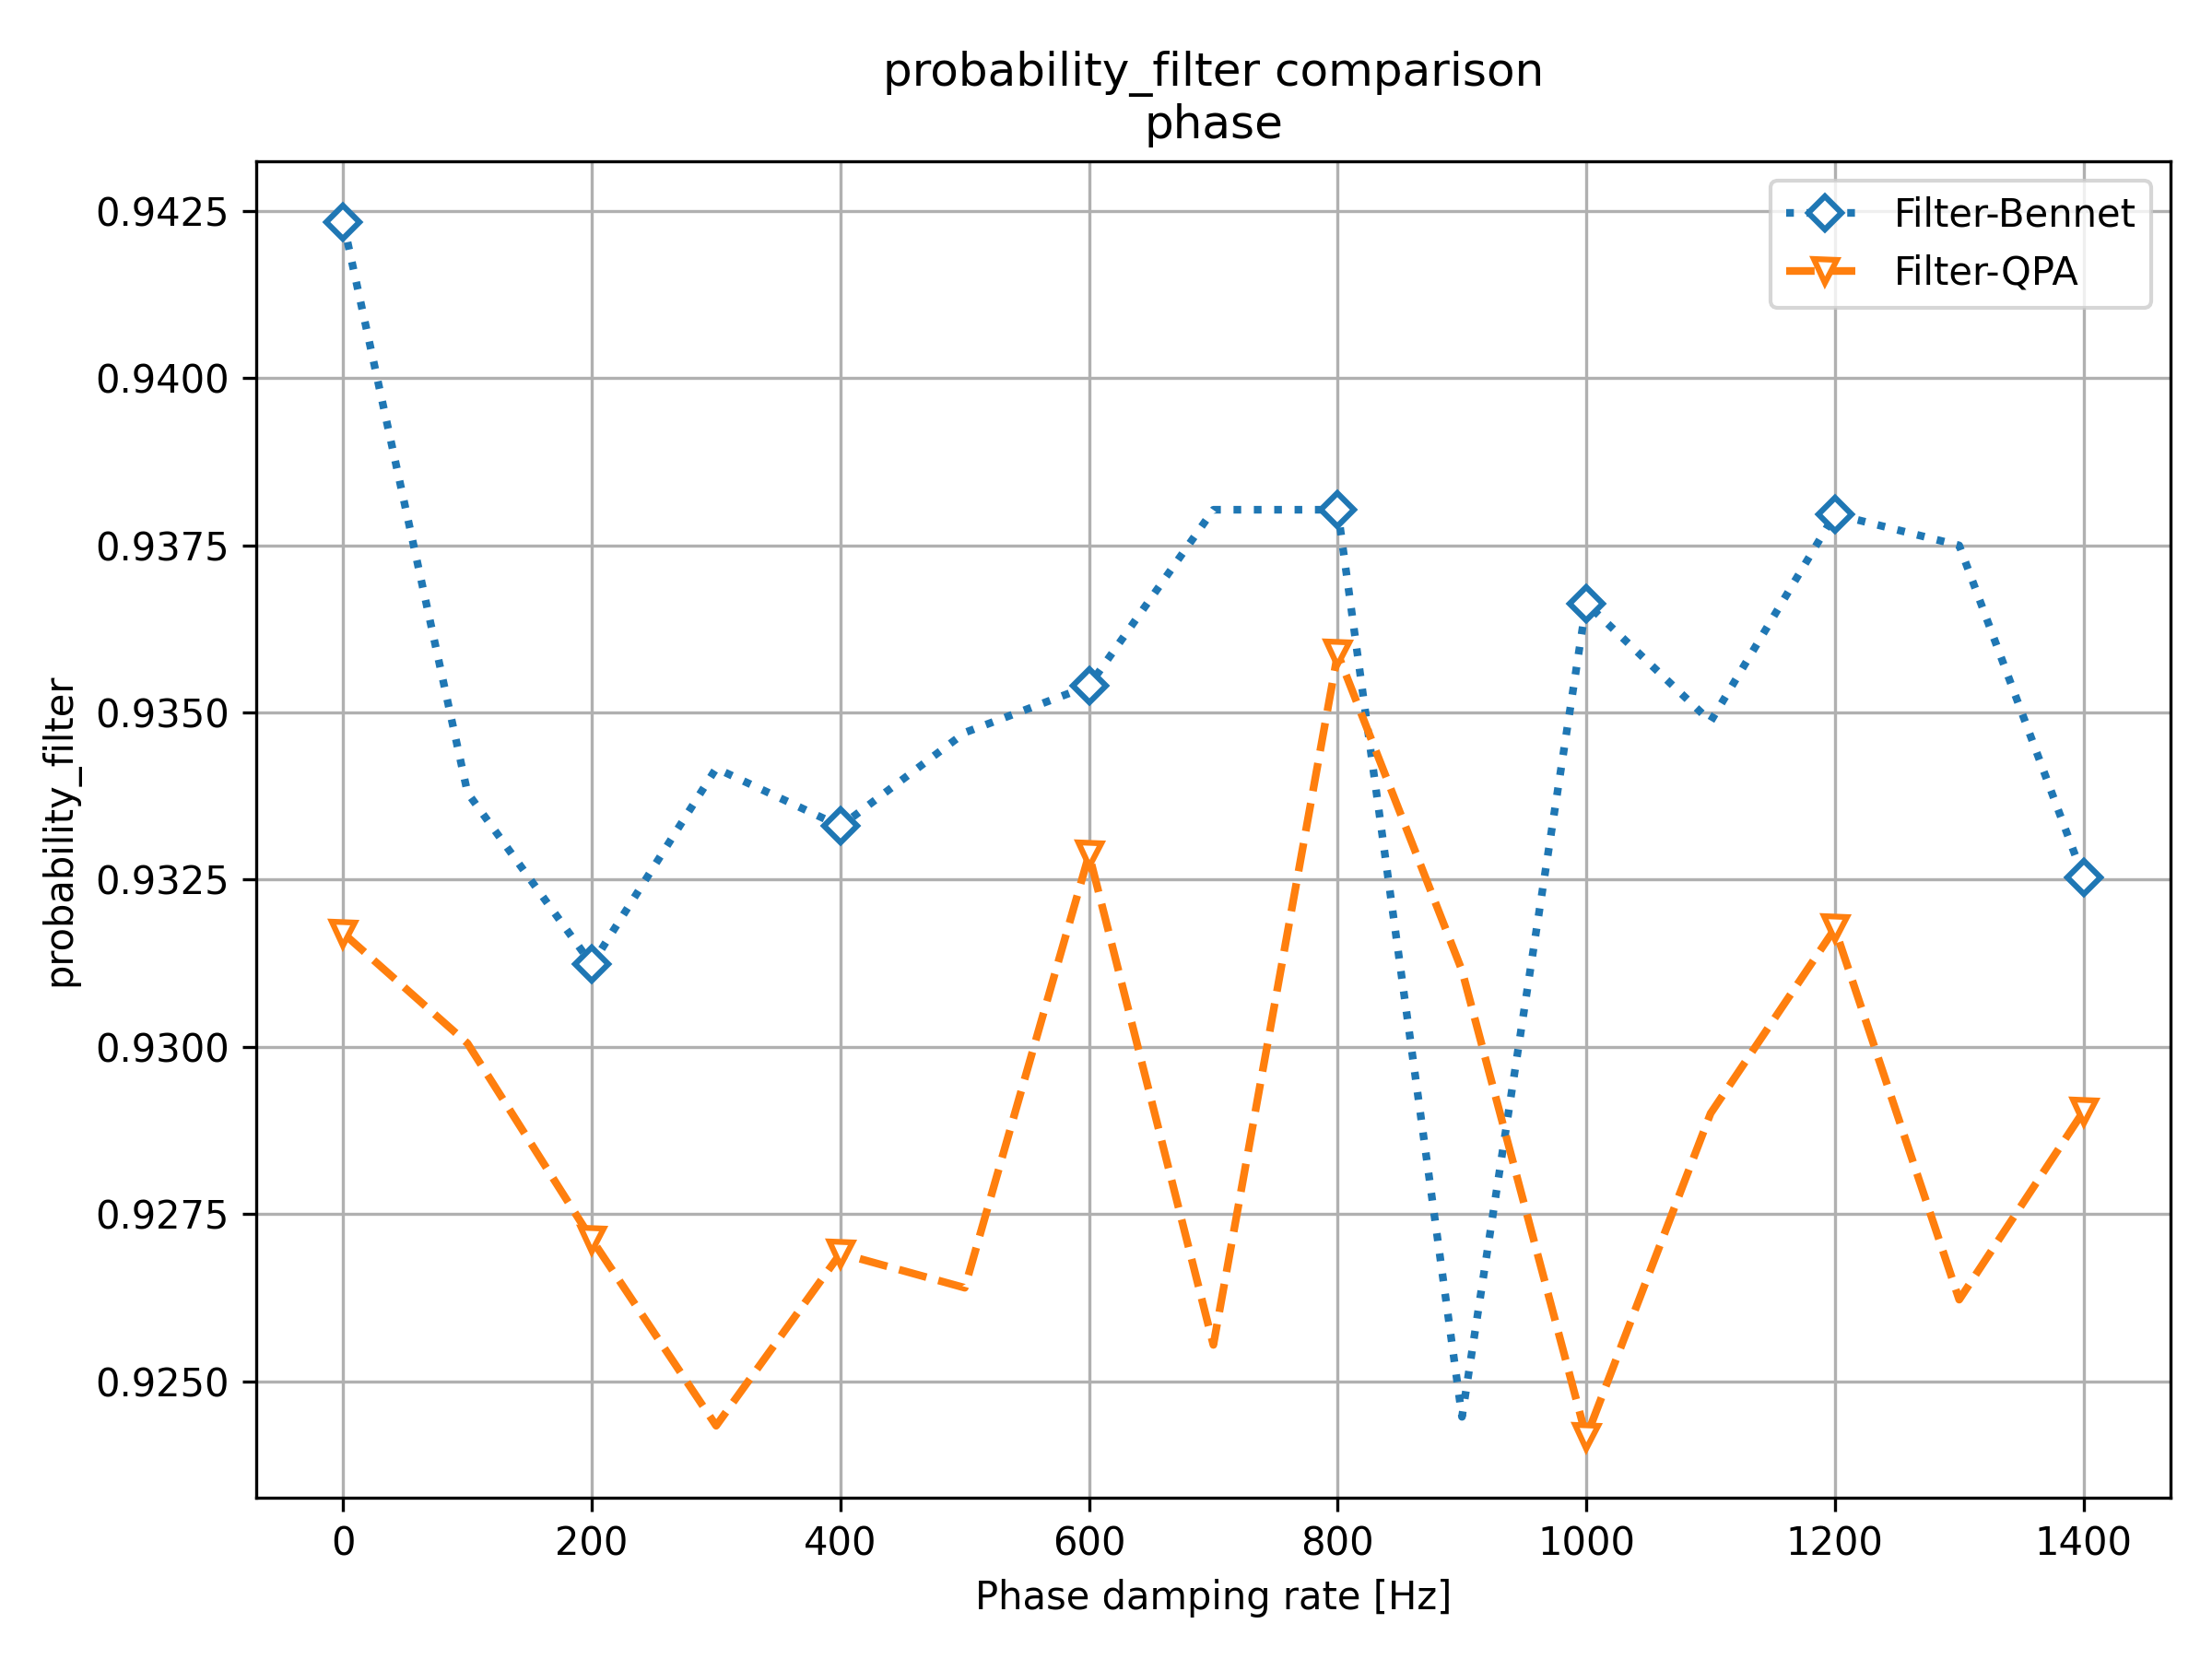 probability_filter comparison
phase
Filter-Bennet
Filter-QPA
probability_filter
0.9425
0.9400
0.9375
0.9350
0.9325
0.9300
0.9275
0.9250
0 200 400 600 800 1000 1200 1400
Phase damping rate [Hz]